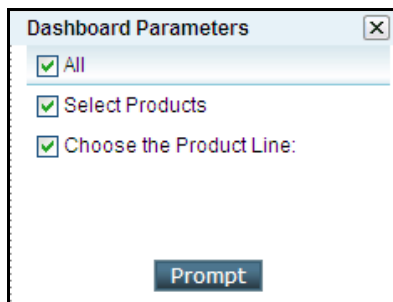 Dashboard Parameters
All
Select Products
Choose the Product Line:
Prompt